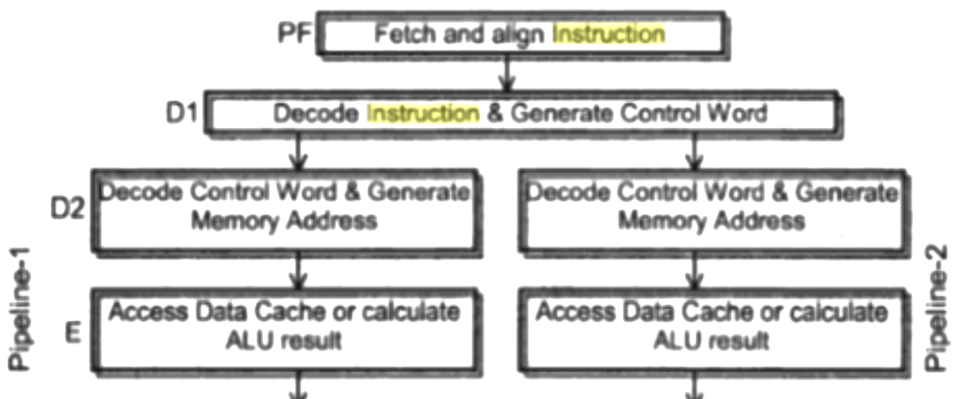 PF Fetch and align Instruction
D1 Decode Instruction & Generate Control Word
Decode Control Word & Generate
Memory Address
D2
Decode Control Word & Generate
Memory Address
Pipeline-1
Access Data Cache or calculate
ALU result
E
Access Data Cache or calculate
ALU result
Pipeline-2